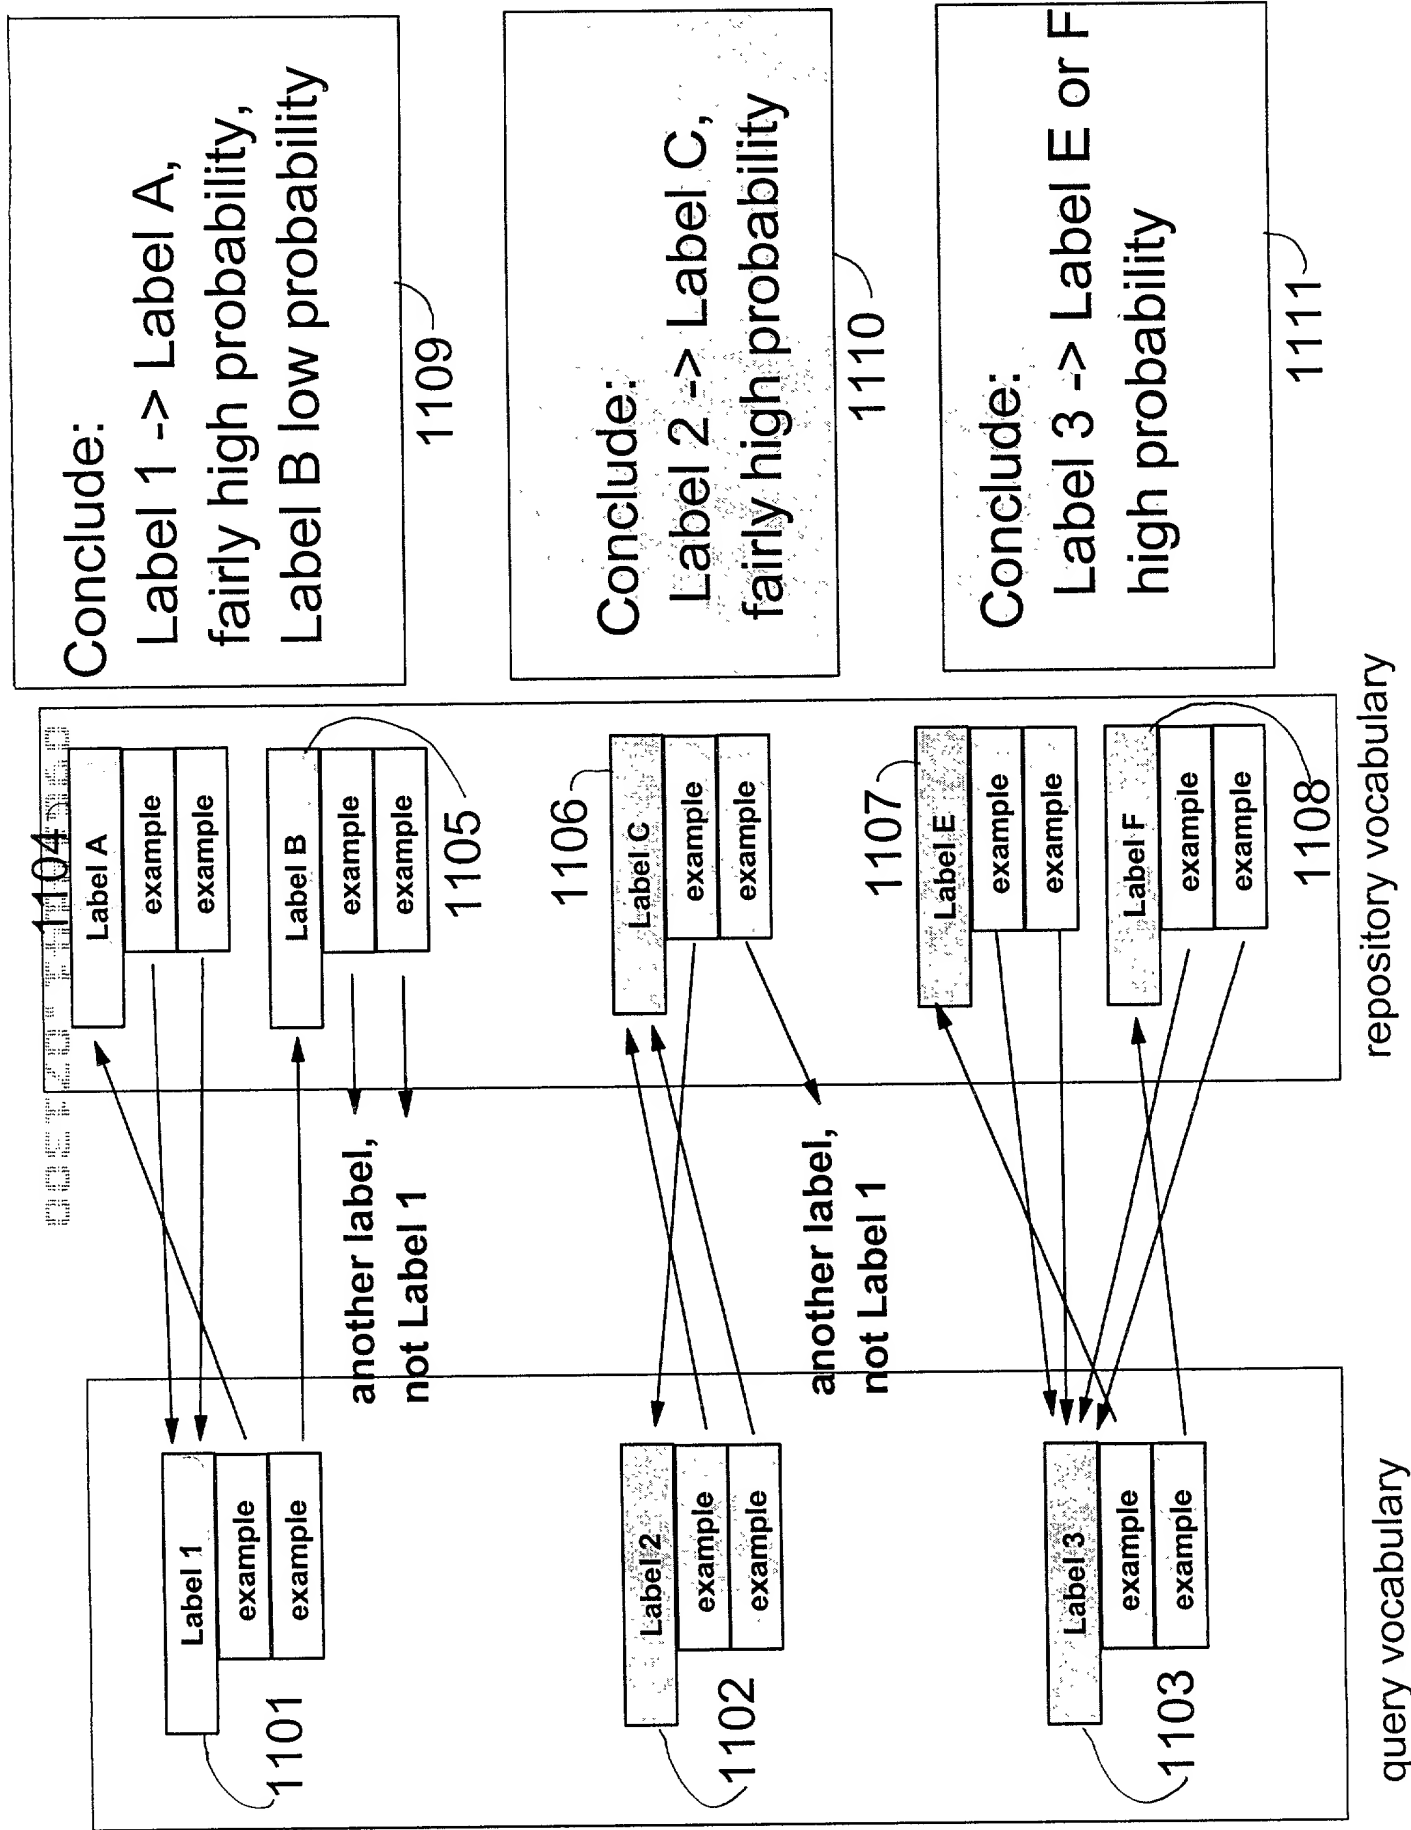 query vocabulary
1101
Label 1
example
example
1102
Label 2
example
example
1103
Label 3
example
example
another label,
not Label 1
another label,
not Label 1
repository vocabulary
1104
Label A
example
example
Label B
example
example
1105
1106
Label C
example
example
1107
Label E
example
example
Label F
example
example
1108
Conclude:
Label 1 -> Label A,
fairly high probability,
Label B low probability
1109
Conclude:
Label 2 -> Label C,
fairly high probability
1110
Conclude:
Label 3 -> Label E or F
high probability
1111